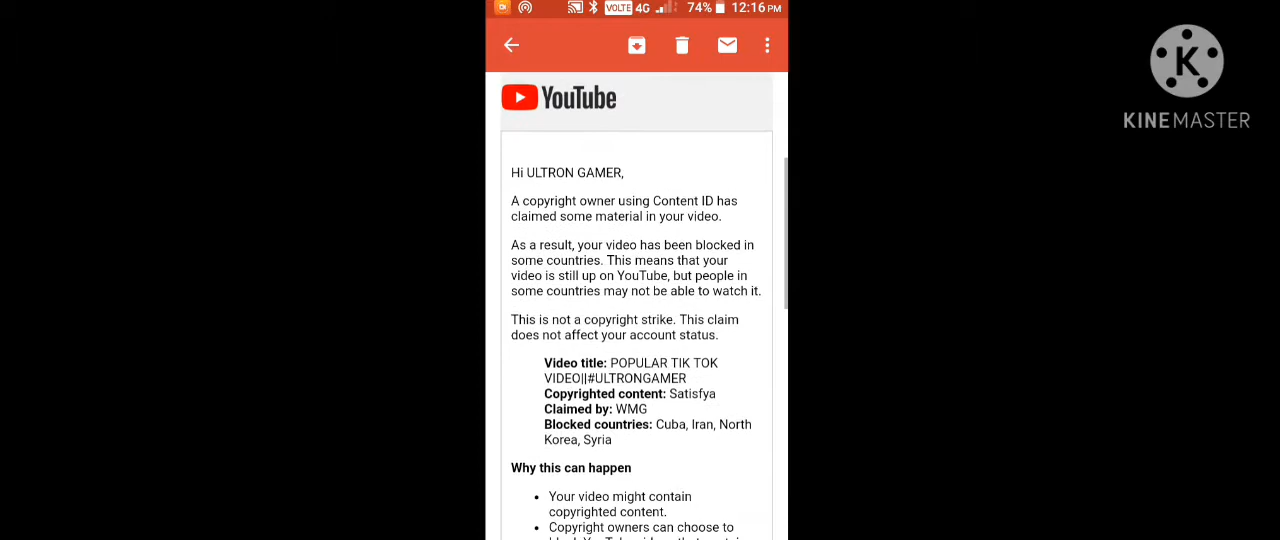 VOLTE 4G 74% 12:16 PM
K
KINEMASTER
YouTube
Hi ULTRON GAMER,
A copyright owner using Content ID has
claimed some material in your video.
As a result, your video has been blocked in
some countries. This means that your
video is still up on YouTube, but people in
some countries may not be able to watch it.
This is not a copyright strike. This claim
does not affect your account status.
Video title: POPULAR TIK TOK
VIDEO||#ULTRONGAMER
Copyrighted content: Satisfya
Claimed by: WMG
Blocked countries: Cuba, Iran, North
Korea, Syria
Why this can happen
• Your video might contain
copyrighted content.
• Copyright owners can choose to